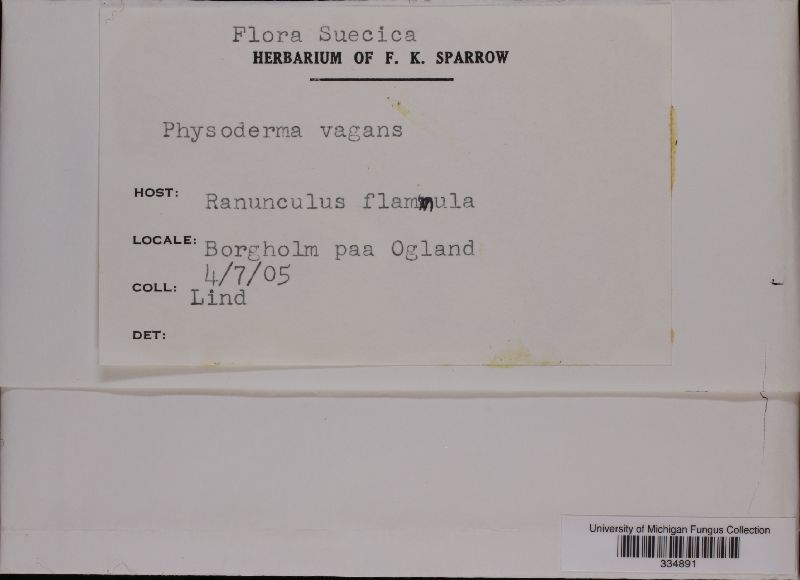 Flora Suecica
HERBARIUM OF F. K. SPARROW
Physoderma vagans
HOST: Ranunculus flammula
LOCALE: Borgholm paa Ogland
4/7/05
COLL: Lind
DET:
University of Michigan Fungus Collection
334891